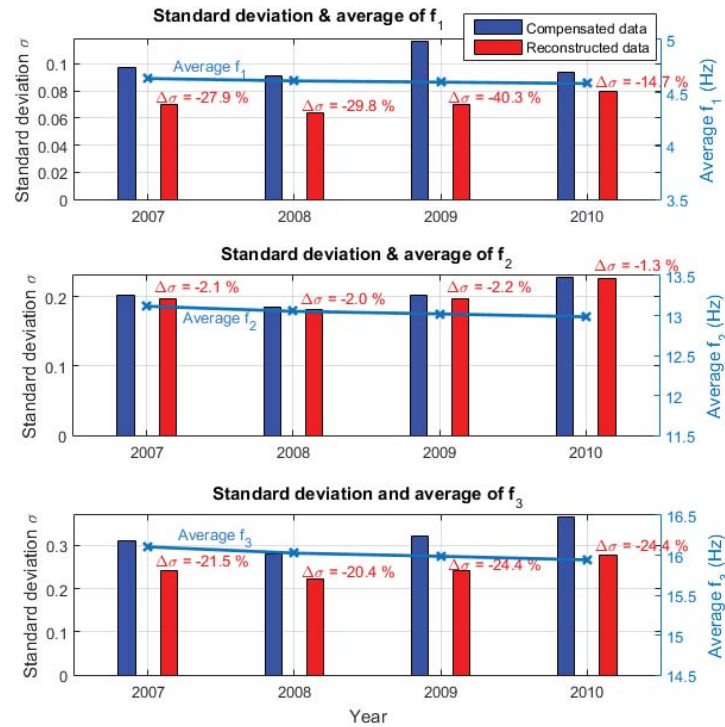 Standard deviation & average of f1
Compensated data
Reconstructed data
Standard deviation σ
0.1
0.08
0.06
0.04
0.02
0
Average f1
Δσ = -27.9 %
Δσ = -29.8 %
Δσ = -40.3 %
Δσ = -14.7 %
5
4.5
4
3.5
Average f1 (Hz)
2007 2008 2009 2010
Standard deviation & average of f2
Standard deviation σ
0.2
0.1
0
Average f2
Δσ = -2.1 %
Δσ = -2.0 %
Δσ = -2.2 %
Δσ = -1.3 %
13.5
13
12.5
12
11.5
Average f2 (Hz)
2007 2008 2009 2010
Standard deviation and average of f3
Standard deviation σ
0.3
0.2
0.1
0
Average f3
Δσ = -21.5 %
Δσ = -20.4 %
Δσ = -24.4 %
Δσ = -24.4 %
16.5
16
15.5
15
14.5
Average f3 (Hz)
2007 2008 2009 2010
Year